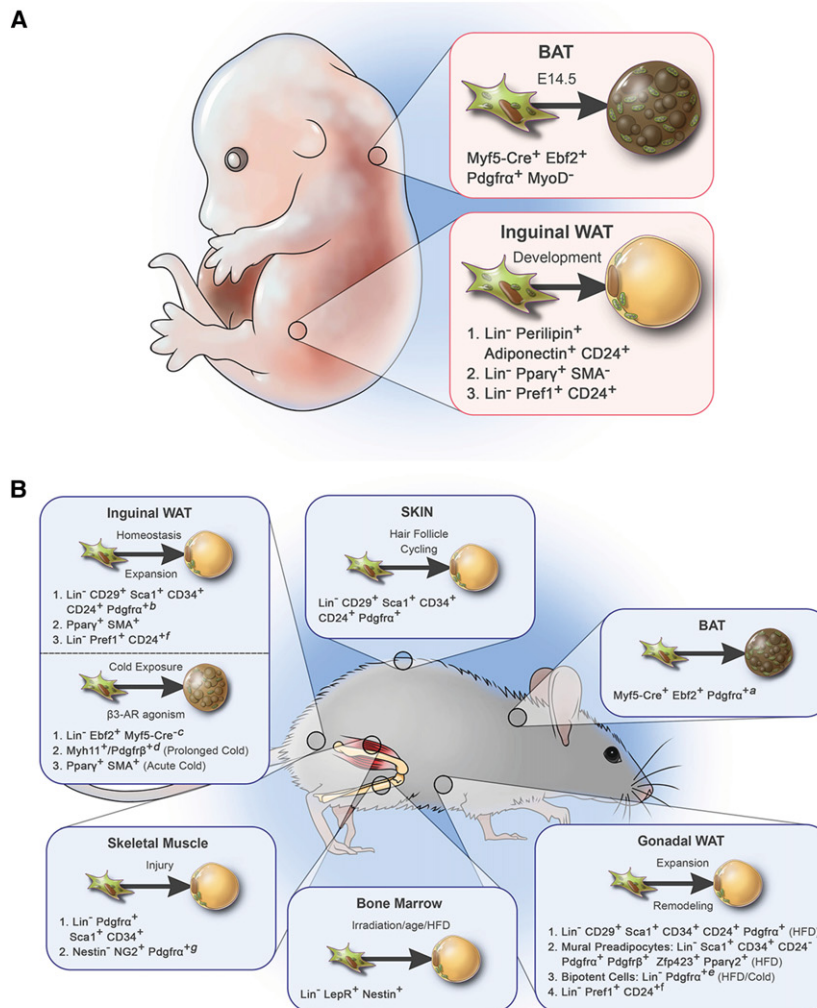 A
BAT
E14.5
Myf5-Cre⁺ Ebf2⁺
Pdgfrα⁺ MyoD⁻
Inguinal WAT
Development
1. Lin⁻ Perilipin⁺
Adiponectin⁺ CD24⁺
2. Lin⁻ Pparγ⁺ SMA⁻
3. Lin⁻ Pref1⁺ CD24⁺
B
Inguinal WAT
Homeostasis
Expansion
1. Lin⁻ CD29⁺ Sca1⁺ CD34⁺
CD24⁺ Pdgfrα⁺ᵇ
2. Pparγ⁺ SMA⁺
3. Lin⁻ Pref1⁺ CD24⁺ᶠ
Cold Exposure
β3-AR agonism
1. Lin⁻ Ebf2⁺ Myf5-Cre⁻ᶜ
2. Myh11⁺/Pdgfrβ⁺ᵈ (Prolonged Cold)
3. Pparγ⁺ SMA⁺ (Acute Cold)
SKIN
Hair Follicle
Cycling
Lin⁻ CD29⁺ Sca1⁺ CD34⁺
CD24⁺ Pdgfrα⁺
BAT
Myf5-Cre⁺ Ebf2⁺ Pdgfrα⁺ᵃ
Skeletal Muscle
Injury
1. Lin⁻ Pdgfrα⁺
Sca1⁺ CD34⁺
2. Nestin⁻ NG2⁺ Pdgfrα⁺ᵍ
Bone Marrow
Irradiation/age/HFD
Lin⁻ LepR⁺ Nestin⁺
Gonadal WAT
Expansion
Remodeling
1. Lin⁻ CD29⁺ Sca1⁺ CD34⁺ CD24⁺ Pdgfrα⁺ (HFD)
2. Mural Preadipocytes: Lin⁻ Sca1⁺ CD34⁺ CD24⁻
Pdgfrα⁺ Pdgfrβ⁺ Zfp423⁺ Pparγ2⁺ (HFD)
3. Bipotent Cells: Lin⁻ Pdgfrα⁺ᵉ (HFD/Cold)
4. Lin⁻ Pref1⁺ CD24⁺ᶠ